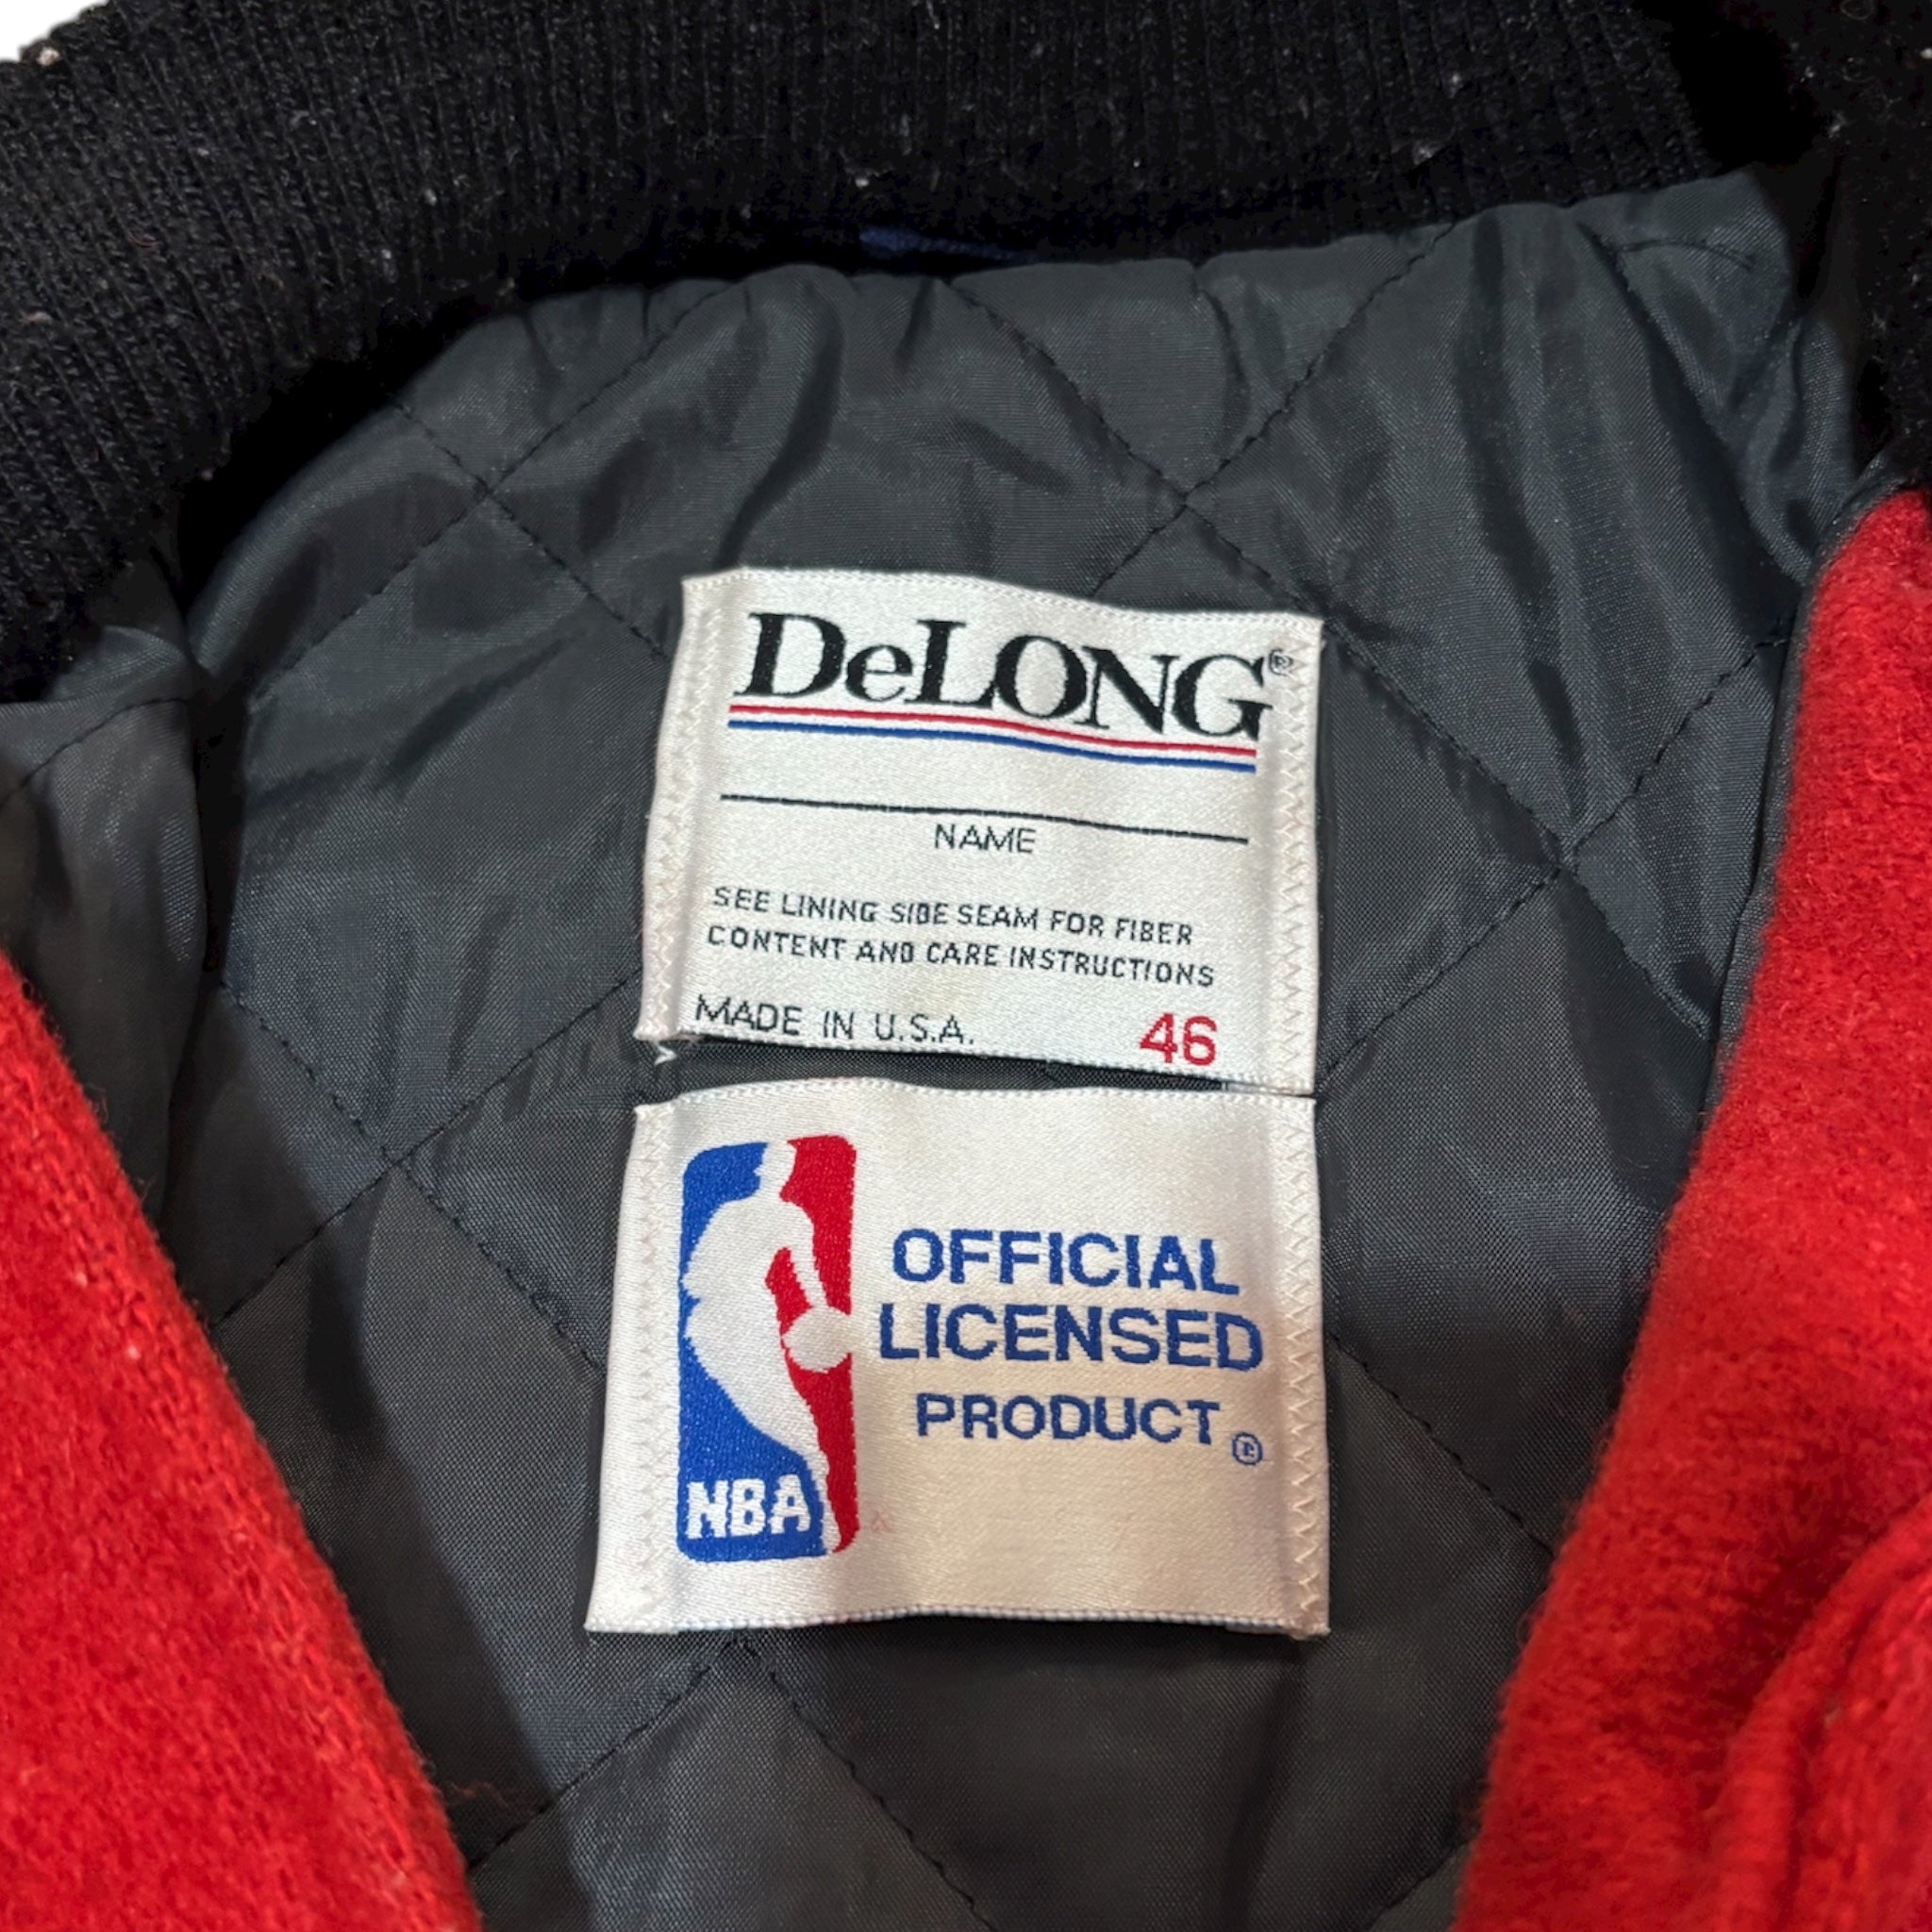 DeLONG®
NAME
SEE LINING SIDE SEAM FOR FIBER
CONTENT AND CARE INSTRUCTIONS
MADE IN U.S.A. 46
OFFICIAL
LICENSED
PRODUCT ®
NBA